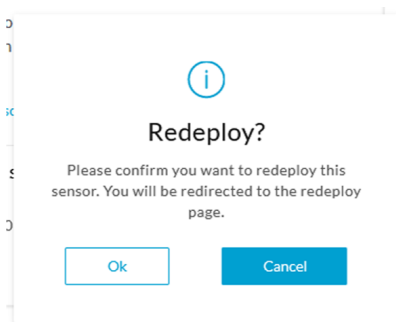 Redeploy?
Please confirm you want to redeploy this
sensor. You will be redirected to the redeploy
page.
Ok
Cancel